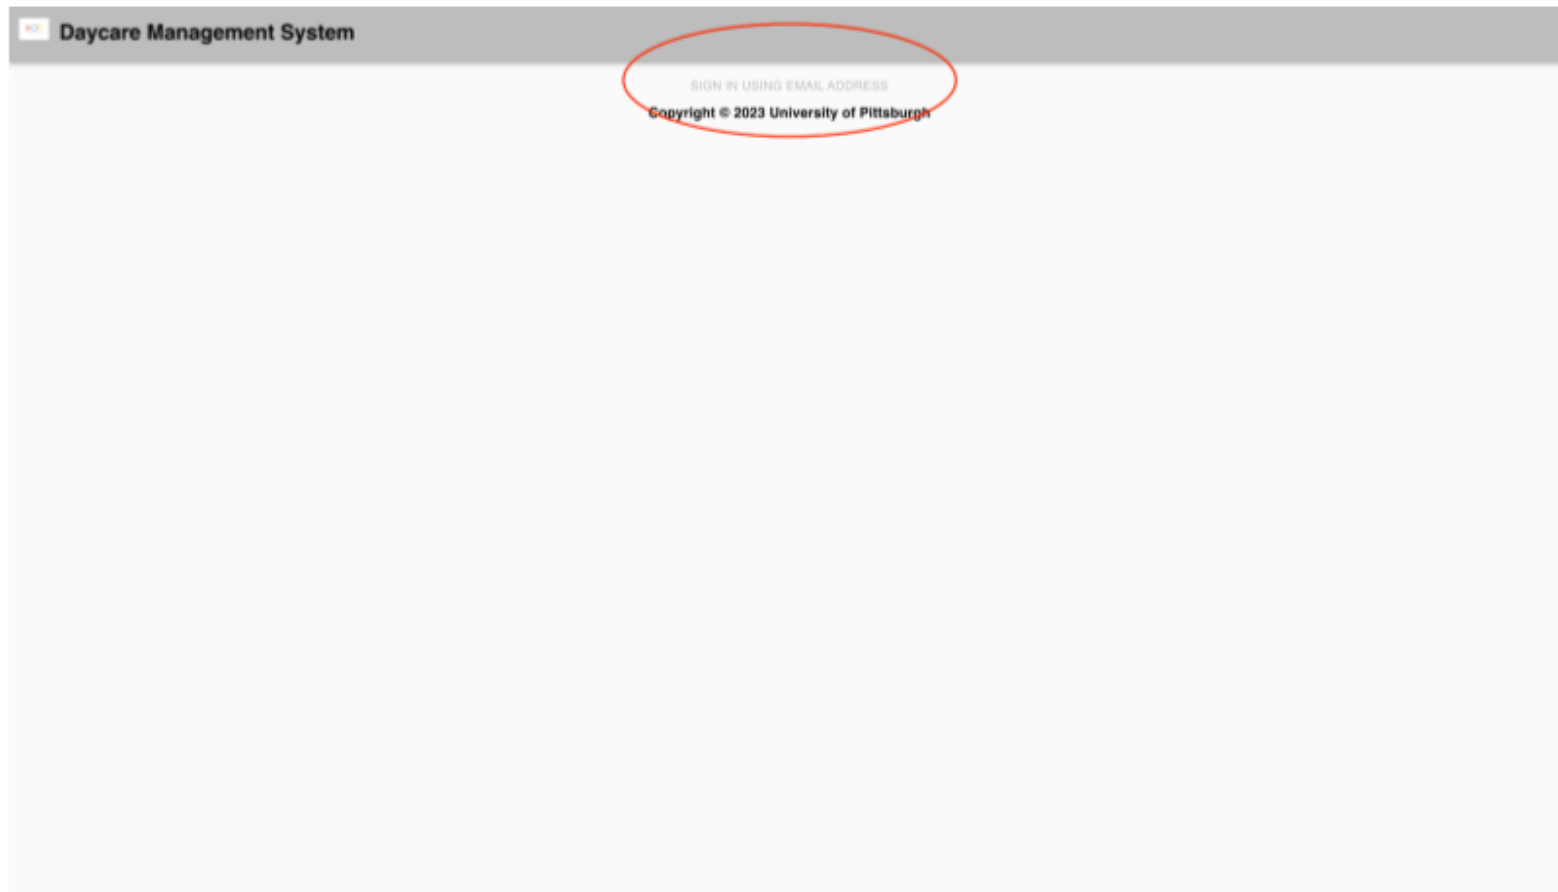 Daycare Management System
SIGN IN USING EMAIL ADDRESS
Copyright © 2023 University of Pittsburgh